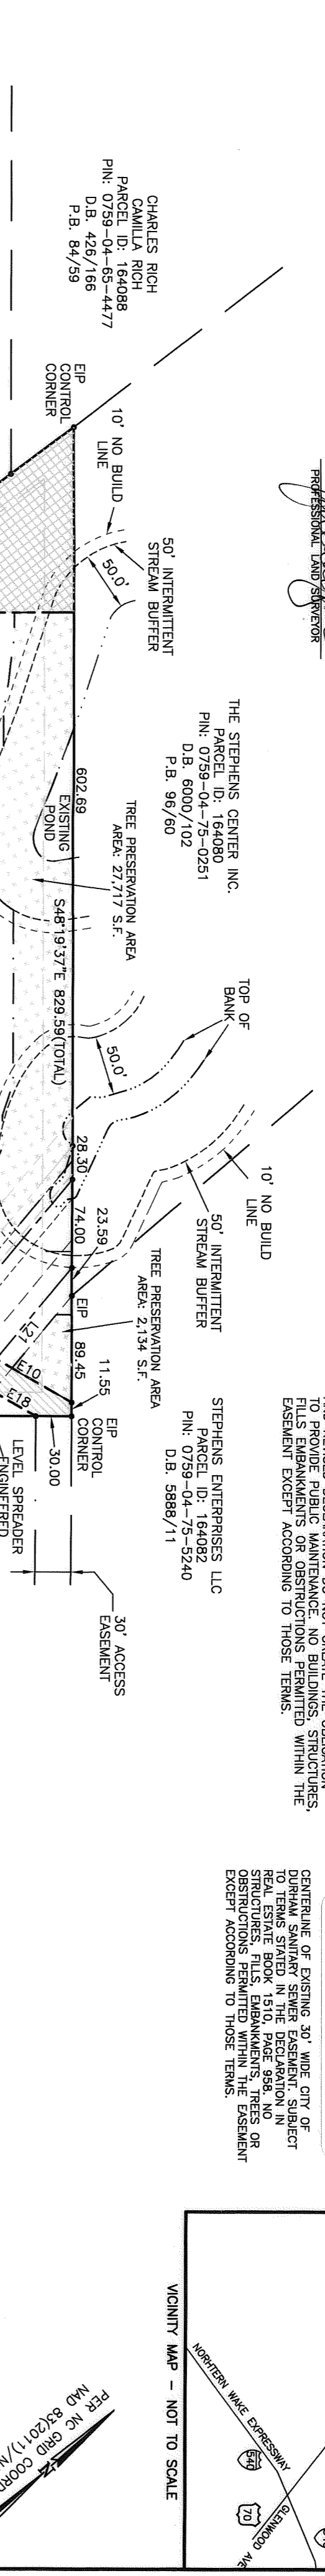 PROFESSIONAL LAND SURVEYOR
TO PROVIDE PUBLIC MAINTENANCE. NO BUILDINGS, STRUCTURES,
FILLS EMBANKMENTS OR OBSTRUCTIONS PERMITTED WITHIN THE
EASEMENT EXCEPT ACCORDING TO THOSE TERMS.
CENTERLINE OF EXISTING 30' WIDE CITY OF
DURHAM SANITARY SEWER EASEMENT. SUBJECT
TO TERMS STATED IN THE DECLARATION IN
REAL ESTATE BOOK 1510, PAGE 958. NO
STRUCTURES, FILLS, EMBANKMENTS, TREES OR
OBSTRUCTIONS PERMITTED WITHIN THE EASEMENT
EXCEPT ACCORDING TO THOSE TERMS.
CHARLES RICH
CAMILLA RICH
PARCEL ID: 164088
PIN: 0759-04-65-4477
D.B. 426/166
P.B. 84/59
EIP
CONTROL
CORNER
10' NO BUILD
LINE
50' INTERMITTENT
STREAM BUFFER
50.0'
THE STEPHENS CENTER INC.
PARCEL ID: 164080
PIN: 0759-04-75-0251
D.B. 6000/102
P.B. 96/60
602.69
EXISTING
POND
TREE PRESERVATION AREA
AREA: 27,717 S.F.
S48°19'37"E 829.59(TOTAL)
TOP OF
BANK
50.0'
10' NO BUILD
LINE
50' INTERMITTENT
STREAM BUFFER
28.30
74.00
23.59
EIP
89.45
11.55
TREE PRESERVATION AREA
AREA: 2,134 S.F.
L21
E10
E18
EIP
CONTROL
CORNER
STEPHENS ENTERPRISES LLC
PARCEL ID: 164082
PIN: 0759-04-75-5240
D.B. 5888/11
30.00
LEVEL SPREADER
ENGINEERED
30' ACCESS
EASEMENT
VICINITY MAP - NOT TO SCALE
NORHTERN WAKE EXPRESSWAY
540
70
GLENWOOD AVE
N
PER NC GRID COORD
NAD 83(2011)/N